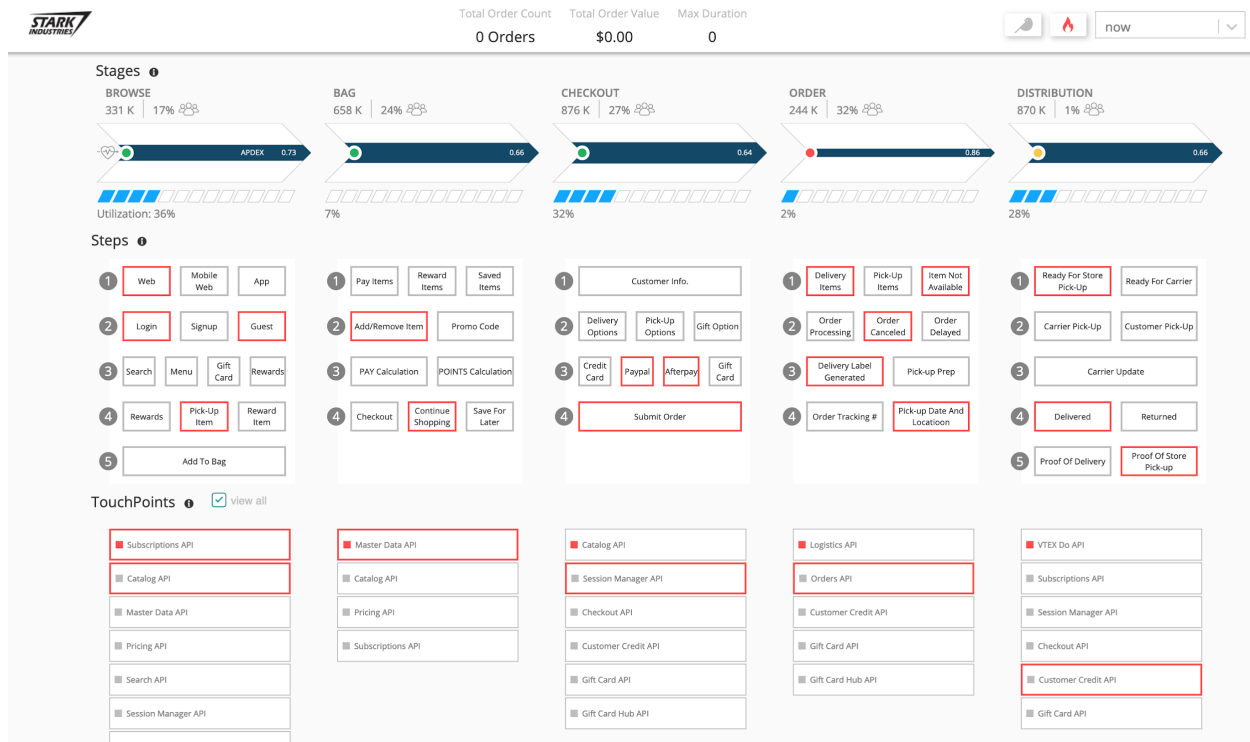 STARK
INDUSTRIES
Total Order Count Total Order Value Max Duration
0 Orders $0.00 0
now
Stages
BROWSE BAG CHECKOUT ORDER DISTRIBUTION
331 K 17% 658 K 24% 876 K 27% 244 K 32% 870 K 1%
APDEX 0.73 0.66 0.64 0.86 0.66
Utilization: 36% 7% 32% 2% 28%
Steps
1 Web Mobile Web App
2 Login Signup Guest
3 Search Menu Gift Card Rewards
4 Rewards Pick-Up Item Reward Item
5 Add To Bag
1 Pay Items Reward Items Saved Items
2 Add/Remove Item Promo Code
3 PAY Calculation POINTS Calculation
4 Checkout Continue Shopping Save For Later
1 Customer Info.
2 Delivery Options Pick-Up Options Gift Option
3 Credit Card Paypal Afterpay Gift Card
4 Submit Order
1 Delivery Items Pick-Up Items Item Not Available
2 Order Processing Order Canceled Order Delayed
3 Delivery Label Generated Pick-up Prep
4 Order Tracking # Pick-up Date And Locatioon
1 Ready For Store Pick-Up Ready For Carrier
2 Carrier Pick-Up Customer Pick-Up
3 Carrier Update
4 Delivered Returned
5 Proof Of Delivery Proof Of Store Pick-up
TouchPoints view all
Subscriptions API
Catalog API
Master Data API
Pricing API
Search API
Session Manager API
Master Data API
Catalog API
Pricing API
Subscriptions API
Catalog API
Session Manager API
Checkout API
Customer Credit API
Gift Card API
Gift Card Hub API
Logistics API
Orders API
Customer Credit API
Gift Card API
Gift Card Hub API
VTEX Do API
Subscriptions API
Session Manager API
Checkout API
Customer Credit API
Gift Card API